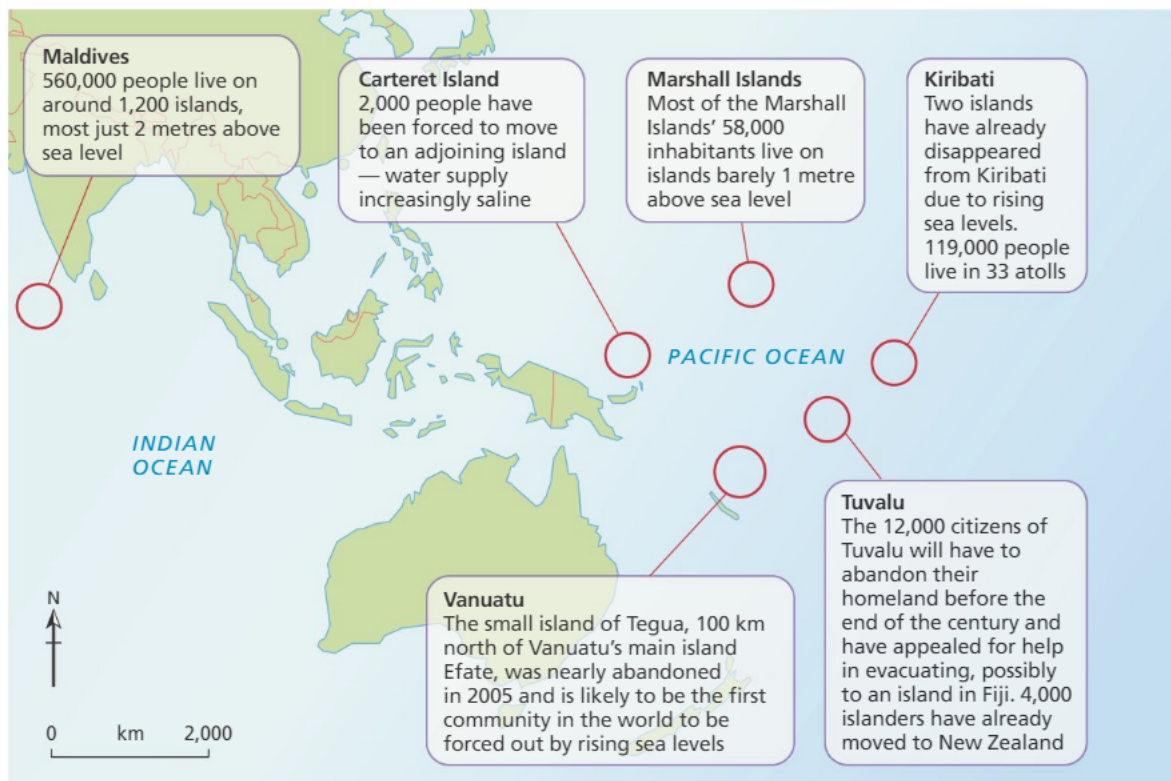 Maldives
560,000 people live on
around 1,200 islands,
most just 2 metres above
sea level
Carteret Island
2,000 people have
been forced to move
to an adjoining island
— water supply
increasingly saline
Marshall Islands
Most of the Marshall
Islands' 58,000
inhabitants live on
islands barely 1 metre
above sea level
Kiribati
Two islands
have already
disappeared
from Kiribati
due to rising
sea levels.
119,000 people
live in 33 atolls
PACIFIC OCEAN
INDIAN
OCEAN
Tuvalu
The 12,000 citizens of
Tuvalu will have to
abandon their
homeland before the
end of the century and
have appealed for help
in evacuating, possibly
to an island in Fiji. 4,000
islanders have already
moved to New Zealand
Vanuatu
The small island of Tegua, 100 km
north of Vanuatu's main island
Efate, was nearly abandoned
in 2005 and is likely to be the first
community in the world to be
forced out by rising sea levels
N
0 km 2,000